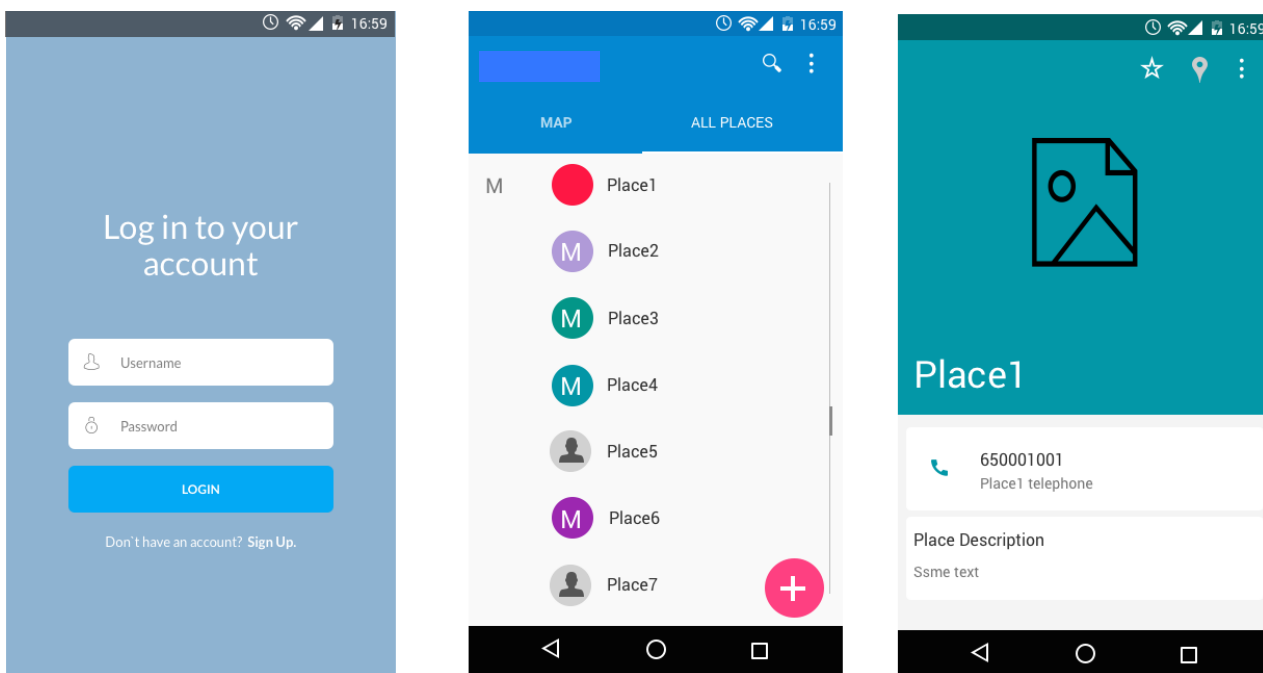 16:59
Log in to your
account
Username
Password
LOGIN
Don`t have an account? Sign Up.
16:59
MAP ALL PLACES
M Place1
M Place2
M Place3
M Place4
Place5
M Place6
Place7
16:59
Place1
650001001
Place1 telephone
Place Description
Ssme text